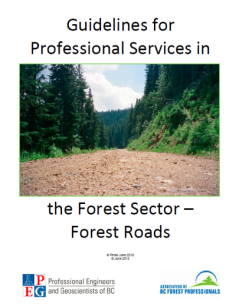 Guidelines for
Professional Services in
the Forest Sector –
Forest Roads
Professional Engineers
and Geoscientists of BC
ASSOCIATION OF
BC FOREST PROFESSIONALS